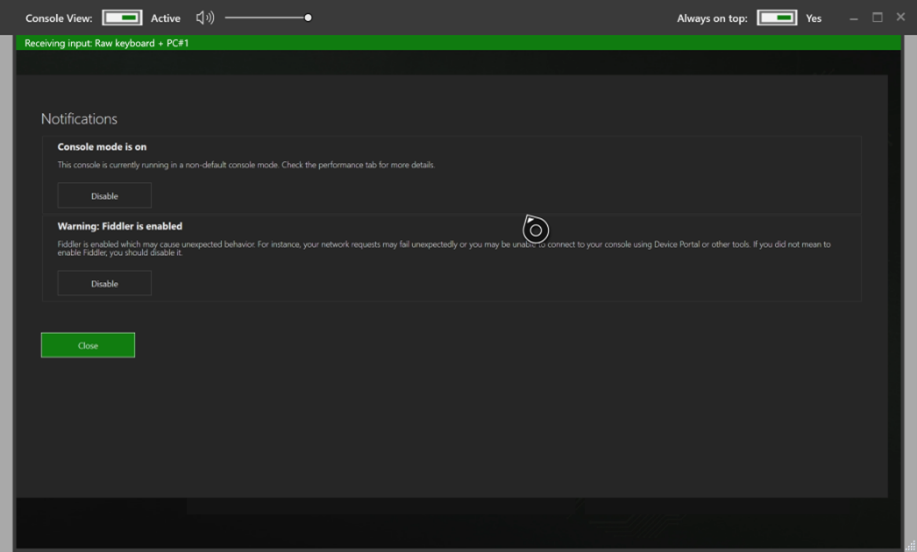 Console View: Active Always on top: Yes
Receiving input: Raw keyboard + PC#1
Notifications
Console mode is on
This console is currently running in a non-default console mode. Check the performance tab for more details.
Disable
Warning: Fiddler is enabled
Fiddler is enabled which may cause unexpected behavior. For instance, your network requests may fail unexpectedly or you may be unable to connect to your console using Device Portal or other tools. If you did not mean to
enable Fiddler, you should disable it.
Disable
Close